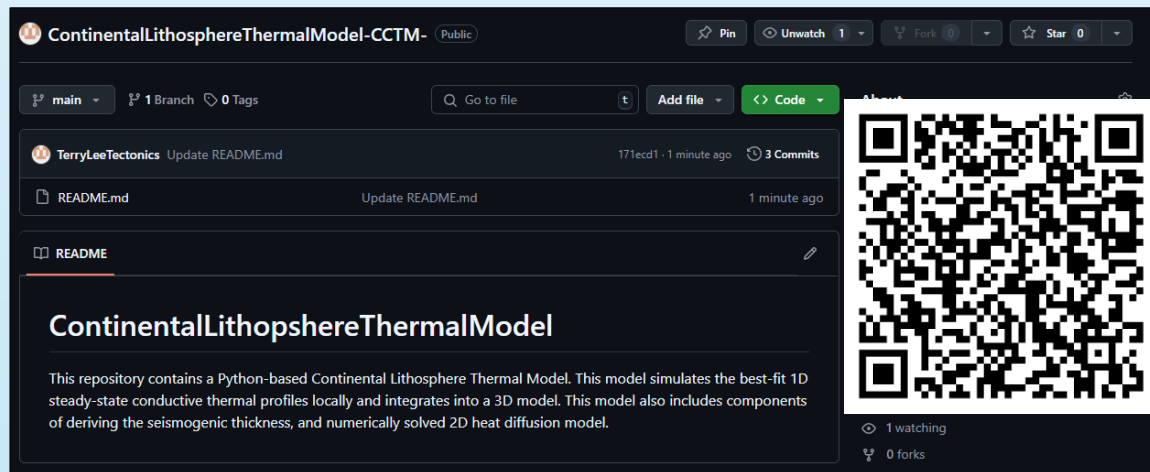 ContinentalLithosphereThermalModel-CCTM- Public
Pin
Unwatch 1
Fork 0
Star 0
main
1 Branch
0 Tags
Go to file
t
Add file
<> Code
TerryLeeTectonics Update README.md
171ecd1 · 1 minute ago
3 Commits
README.md
Update README.md
1 minute ago
README
ContinentalLithopshereThermalModel
This repository contains a Python-based Continental Lithosphere Thermal Model. This model simulates the best-fit 1D
steady-state conductive thermal profiles locally and integrates into a 3D model. This model also includes components
of deriving the seismogenic thickness, and numerically solved 2D heat diffusion model.
About
1 watching
0 forks